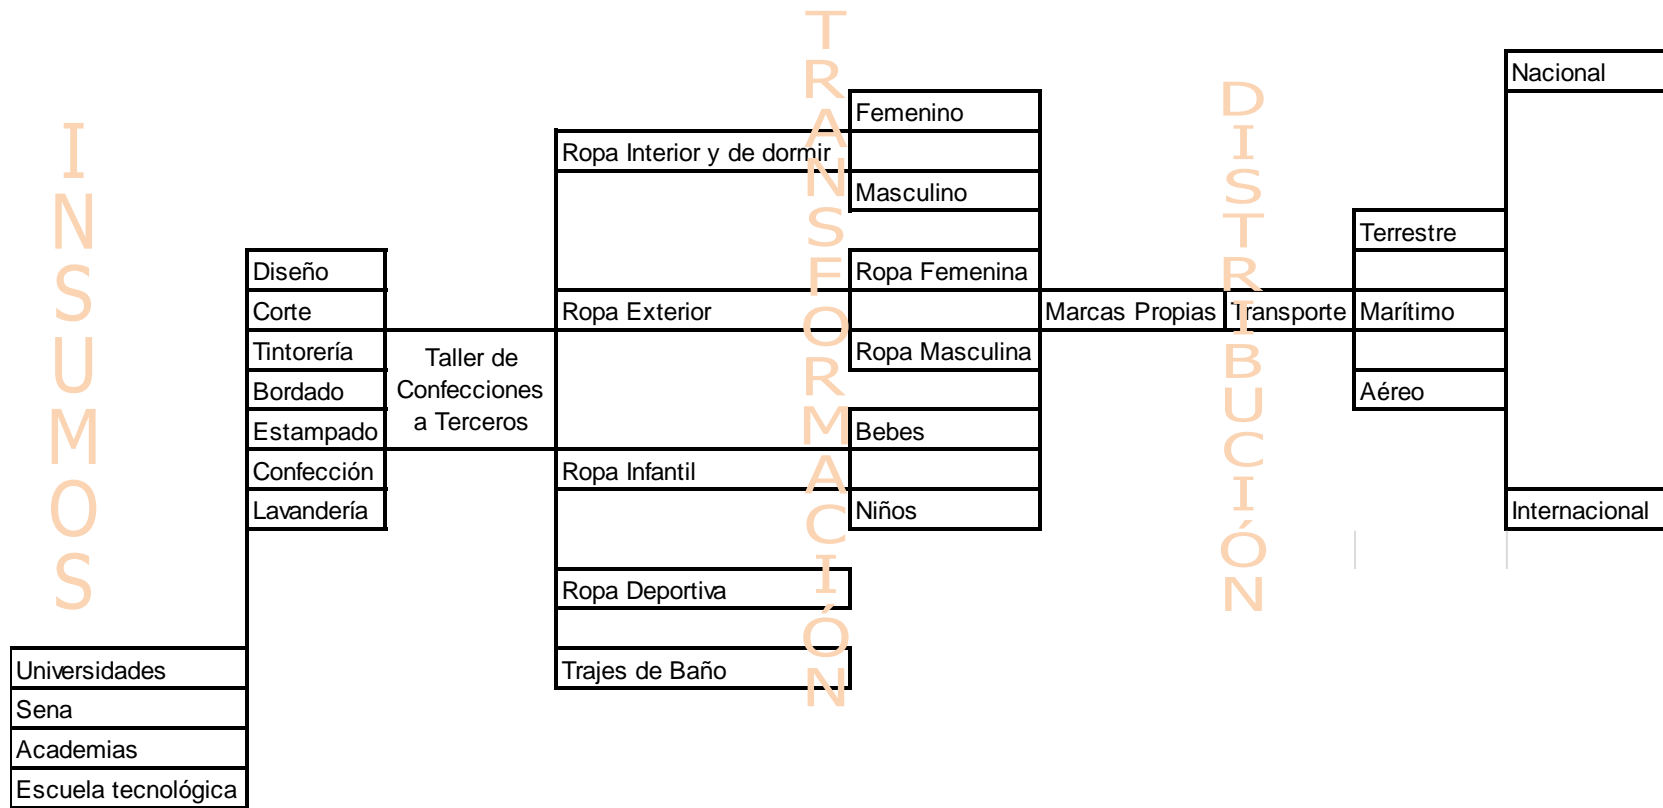 INSUMOS
Universidades
Sena
Academias
Escuela tecnológica
Diseño
Corte
Tintorería
Bordado
Estampado
Confección
Lavandería
Taller de
Confecciones
a Terceros
TRANSFORMACIÓN
Ropa Interior y de dormir
Ropa Exterior
Ropa Infantil
Ropa Deportiva
Trajes de Baño
Femenino
Masculino
Ropa Femenina
Ropa Masculina
Bebes
Niños
Marcas Propias
DISTRIBUCIÓN
Transporte
Terrestre
Marítimo
Aéreo
Nacional
Internacional